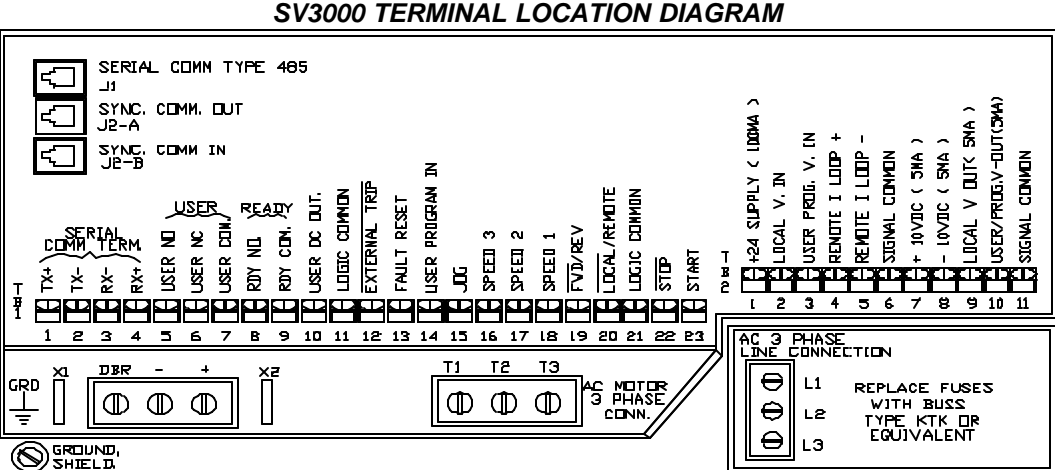 SV3000 TERMINAL LOCATION DIAGRAM
SERIAL COMM TYPE 485
J1
SYNC. COMM. OUT
J2-A
SYNC. COMM IN
J2-B
SERIAL
COMM TERM.
USER
READY
TB1
TX+
TX-
RX-
RX+
USER NO
USER NC
USER COM.
RDY NO.
RDY COM.
USER DC OUT.
LOGIC COMMON
EXTERNAL TRIP
FAULT RESET
USER PROGRAM IN
JOG
SPEED 3
SPEED 2
SPEED 1
FWD/REV
LOCAL/REMOTE
LOGIC COMMON
STOP
START
1 2 3 4 5 6 7 8 9 10 11 12 13 14 15 16 17 18 19 20 21 22 23
TB2
+24 SUPPLY ( 100MA )
LOCAL V. IN
USER PROG. V. IN
REMOTE I LOOP +
REMOTE I LOOP -
SIGNAL COMMON
+ 10VDC ( 5MA )
- 10VDC ( 5MA )
LOCAL V OUT( 5MA )
USER/PROG.V-OUT(5MA)
SIGNAL COMMON
1 2 3 4 5 6 7 8 9 10 11
GRD
X1
DBR - +
X2
T1 T2 T3
AC MOTOR
3 PHASE
CONN.
GROUND,
SHIELD.
AC 3 PHASE
LINE CONNECTION
L1
L2
L3
REPLACE FUSES
WITH BUSS
TYPE KTK OR
EQUIVALENT